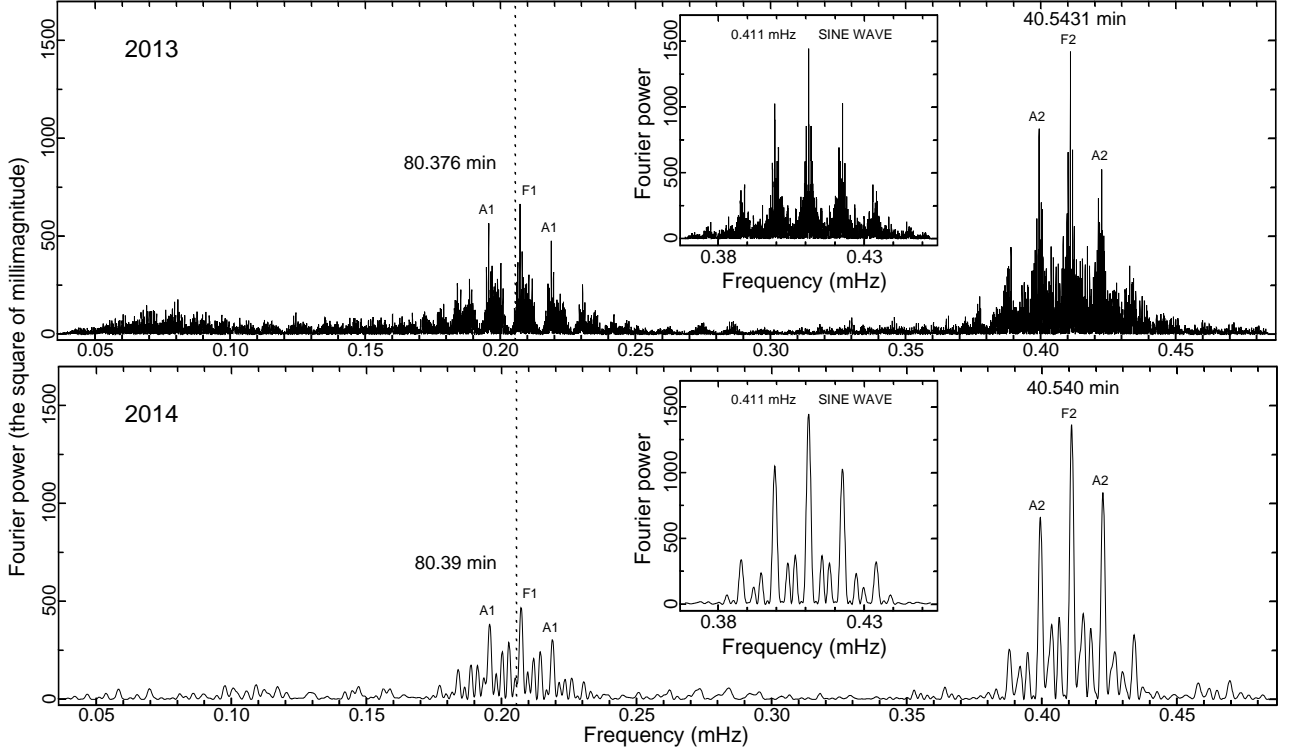 Fourier power (the square of millimagnitude)
2013
80.376 min
A1
F1
A1
40.5431 min
F2
A2
A2
0
500
1000
1500
0.05 0.10 0.15 0.20 0.25 0.30 0.35 0.40 0.45
0.411 mHz SINE WAVE
Fourier power
0
500
1000
1500
0.38 0.43
Frequency (mHz)
2014
80.39 min
A1
F1
A1
40.540 min
F2
A2
A2
0
500
1000
1500
0.05 0.10 0.15 0.20 0.25 0.30 0.35 0.40 0.45
0.411 mHz SINE WAVE
Fourier power
0
500
1000
1500
0.38 0.43
Frequency (mHz)
Frequency (mHz)